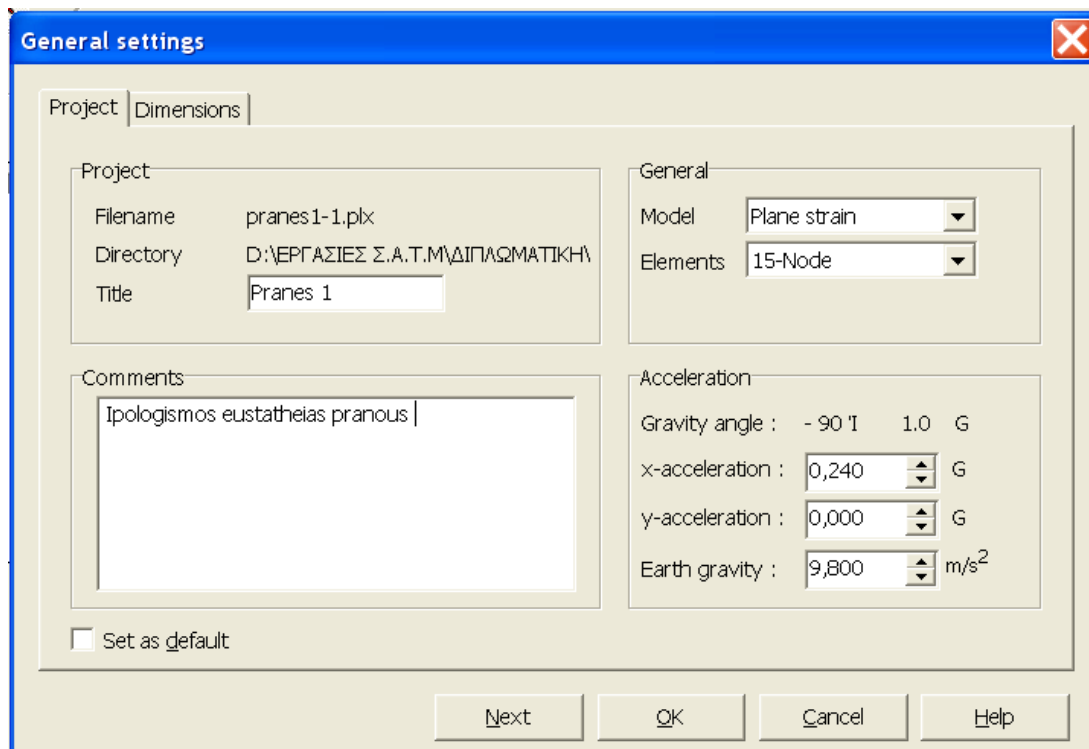 General settings
Project
Dimensions
Project
Filename pranes1-1.plx
Directory D:\ΕΡΓΑΣΙΕΣ Σ.Α.Τ.Μ\ΔΙΠΛΩΜΑΤΙΚΗ\
Title Pranes 1
General
Model Plane strain
Elements 15-Node
Comments
Ipologismos eustatheias pranous
Acceleration
Gravity angle : - 90 'I 1.0 G
x-acceleration : 0,240 G
y-acceleration : 0,000 G
Earth gravity : 9,800 m/s²
Set as default
Next OK Cancel Help